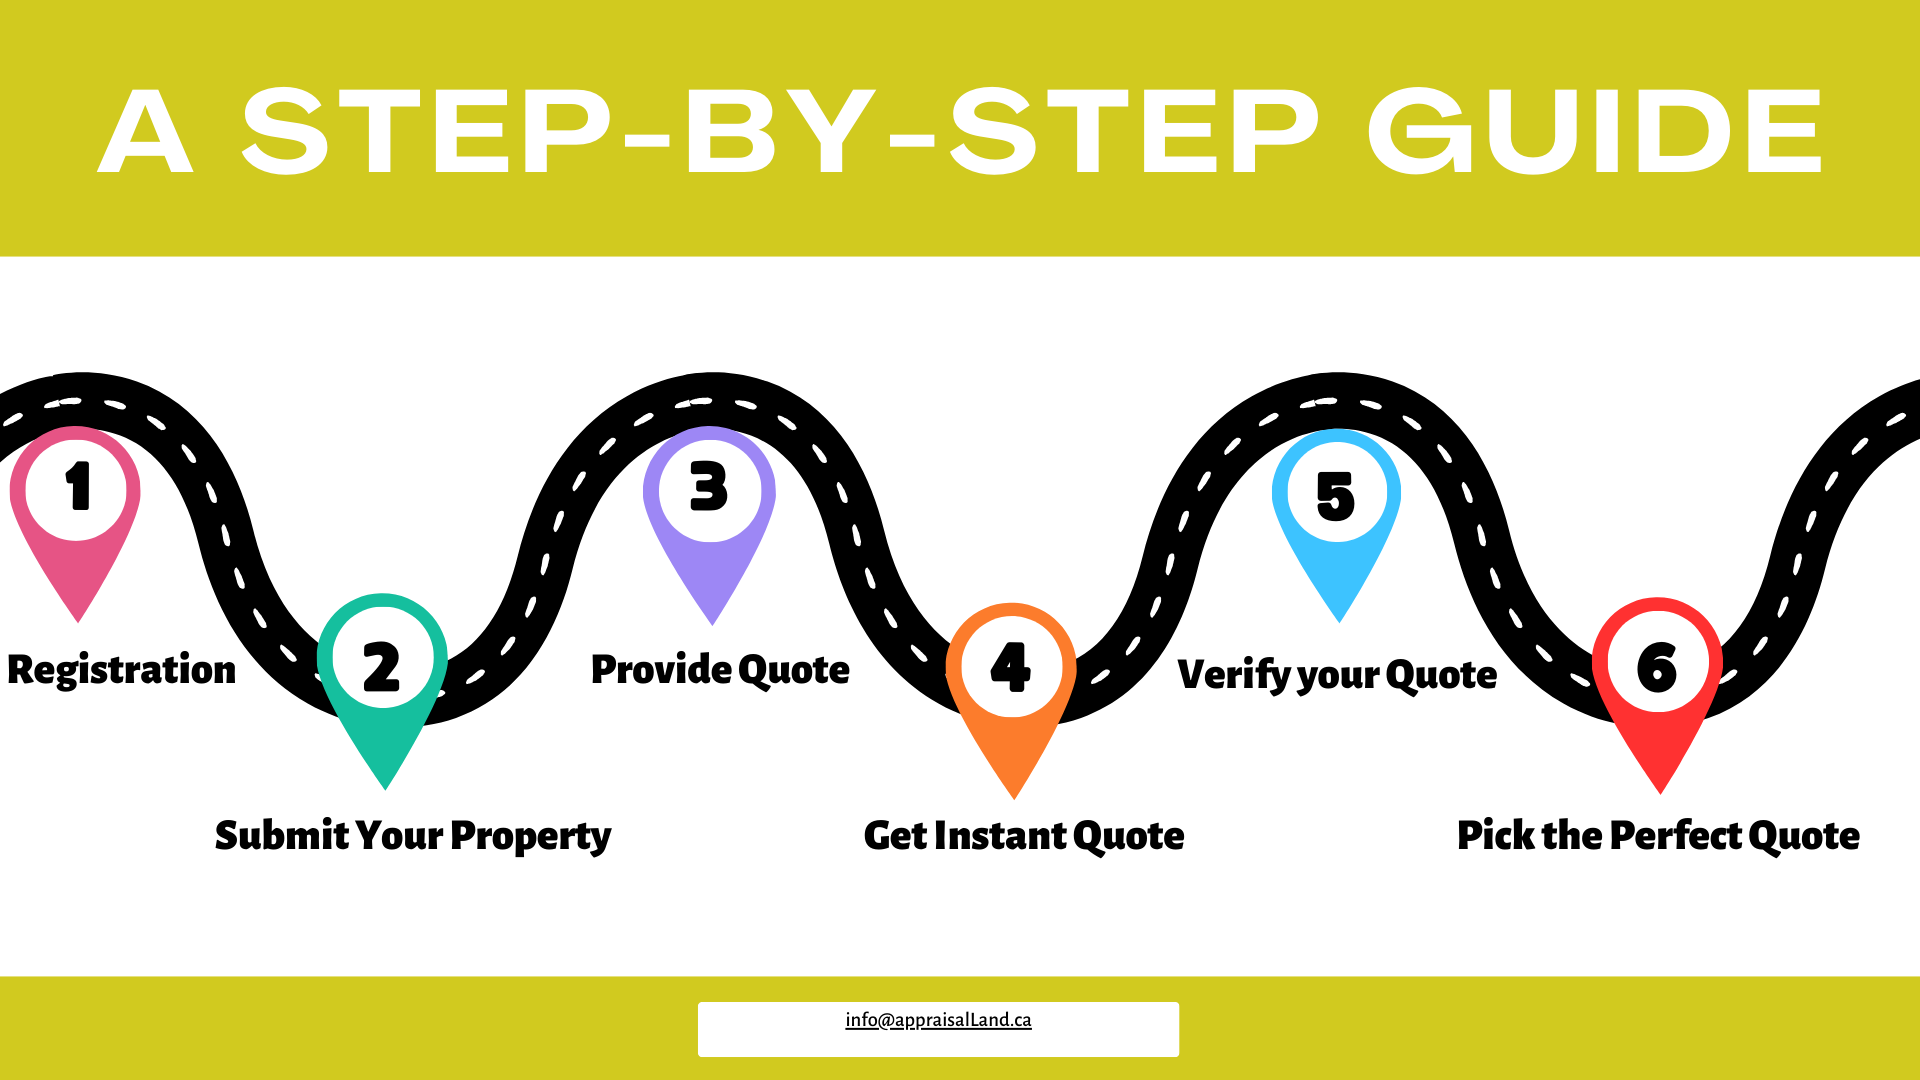 A STEP-BY-STEP GUIDE
1
Registration
2
Submit Your Property
3
Provide Quote
4
Get Instant Quote
5
Verify your Quote
6
Pick the Perfect Quote
info@appraisalLand.ca